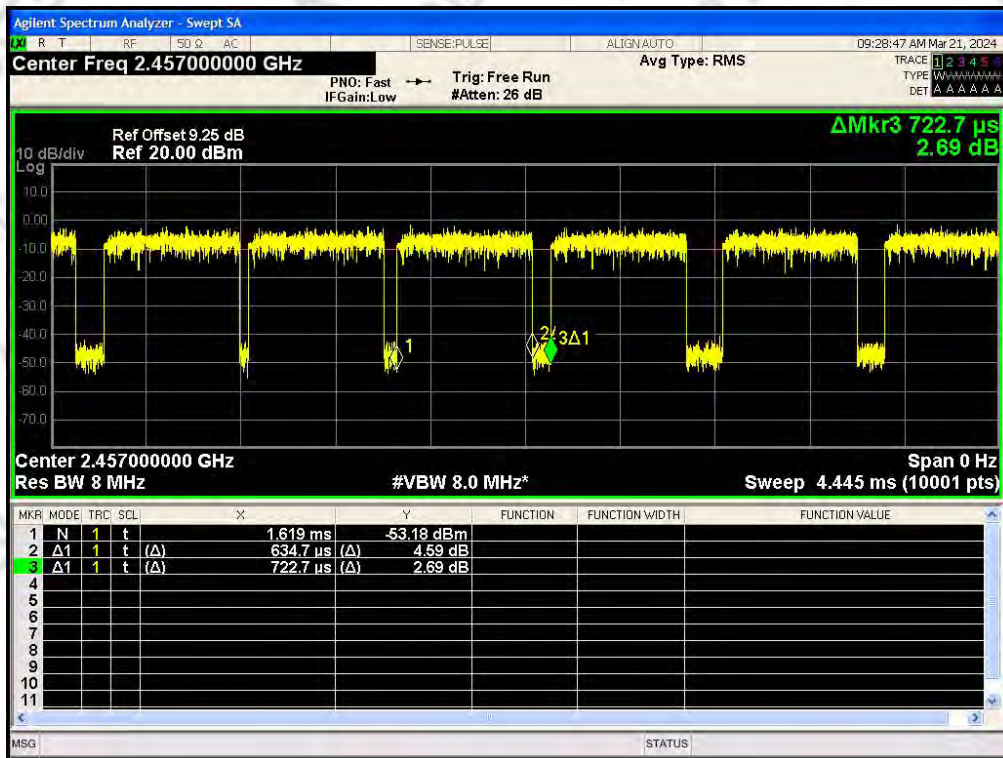 Agilent Spectrum Analyzer - Swept SA
LXI R T RF 50 Ω AC SENSE:PULSE ALIGN AUTO 09:28:47 AM Mar 21, 2024
Center Freq 2.457000000 GHz Avg Type: RMS TRACE 1 2 3 4 5 6
PNO: Fast Trig: Free Run TYPE W
IFGain:Low #Atten: 26 dB DET A A A A A A
ΔMkr3 722.7 µs
Ref Offset 9.25 dB
10 dB/div Ref 20.00 dBm 2.69 dB
Log
10.0
0.00
-10.0
-20.0
-30.0
-40.0
2 3Δ1
1
-50.0
-60.0
-70.0
Center 2.457000000 GHz Span 0 Hz
Res BW 8 MHz #VBW 8.0 MHz* Sweep 4.445 ms (10001 pts)
MKR MODE TRC SCL X Y FUNCTION FUNCTION WIDTH FUNCTION VALUE
1 N 1 t 1.619 ms -53.18 dBm
2 Δ1 1 t (Δ) 634.7 µs (Δ) 4.59 dB
3 Δ1 1 t (Δ) 722.7 µs (Δ) 2.69 dB
4
5
6
7
8
9
10
11
MSG STATUS